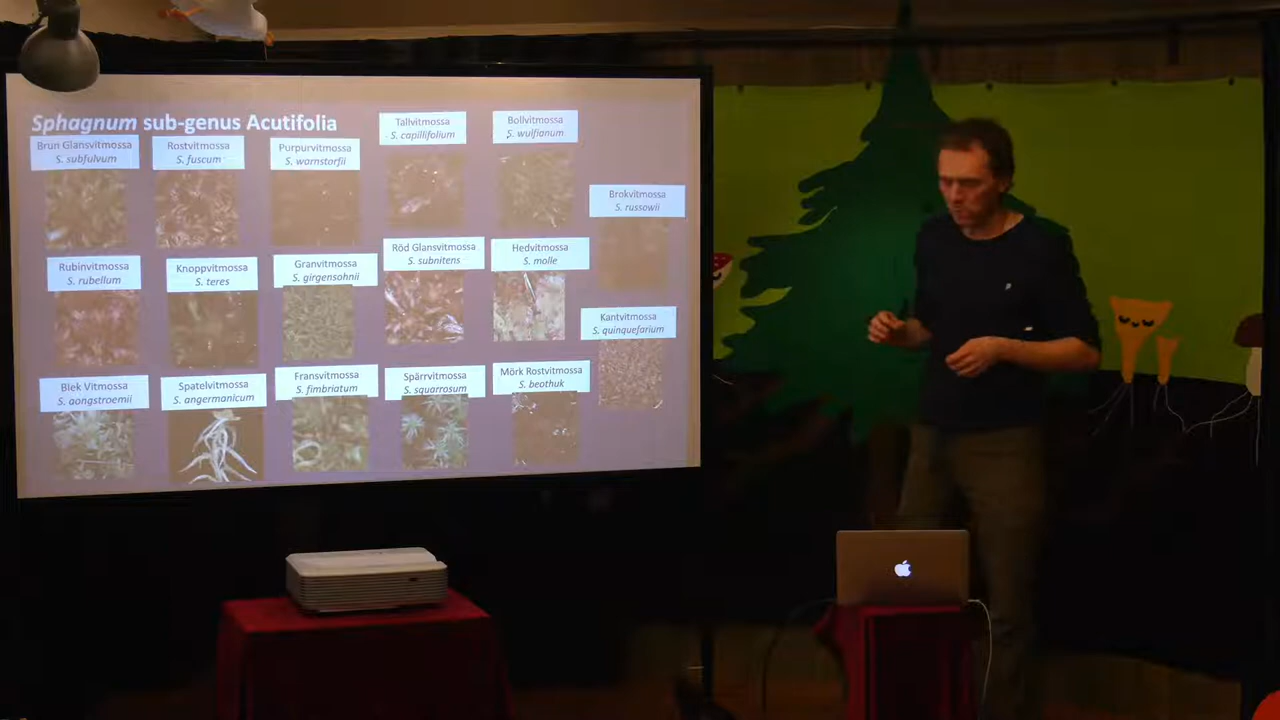 Sphagnum sub-genus Acutifolia
Brun Glansvitmossa
S. subfulvum
Rostvitmossa
S. fuscum
Purpurvitmossa
S. warnstorfii
Tallvitmossa
S. capillifolium
Bollvitmossa
S. wulfianum
Brokvitmossa
S. russowii
Rubinvitmossa
S. rubellum
Knoppvitmossa
S. teres
Granvitmossa
S. girgensohnii
Röd Glansvitmossa
S. subnitens
Hedvitmossa
S. molle
Kantvitmossa
S. quinquefarium
Blek Vitmossa
S. aongstroemii
Spatelvitmossa
S. angermanicum
Fransvitmossa
S. fimbriatum
Spärrvitmossa
S. squarrosum
Mörk Rostvitmossa
S. beothuk